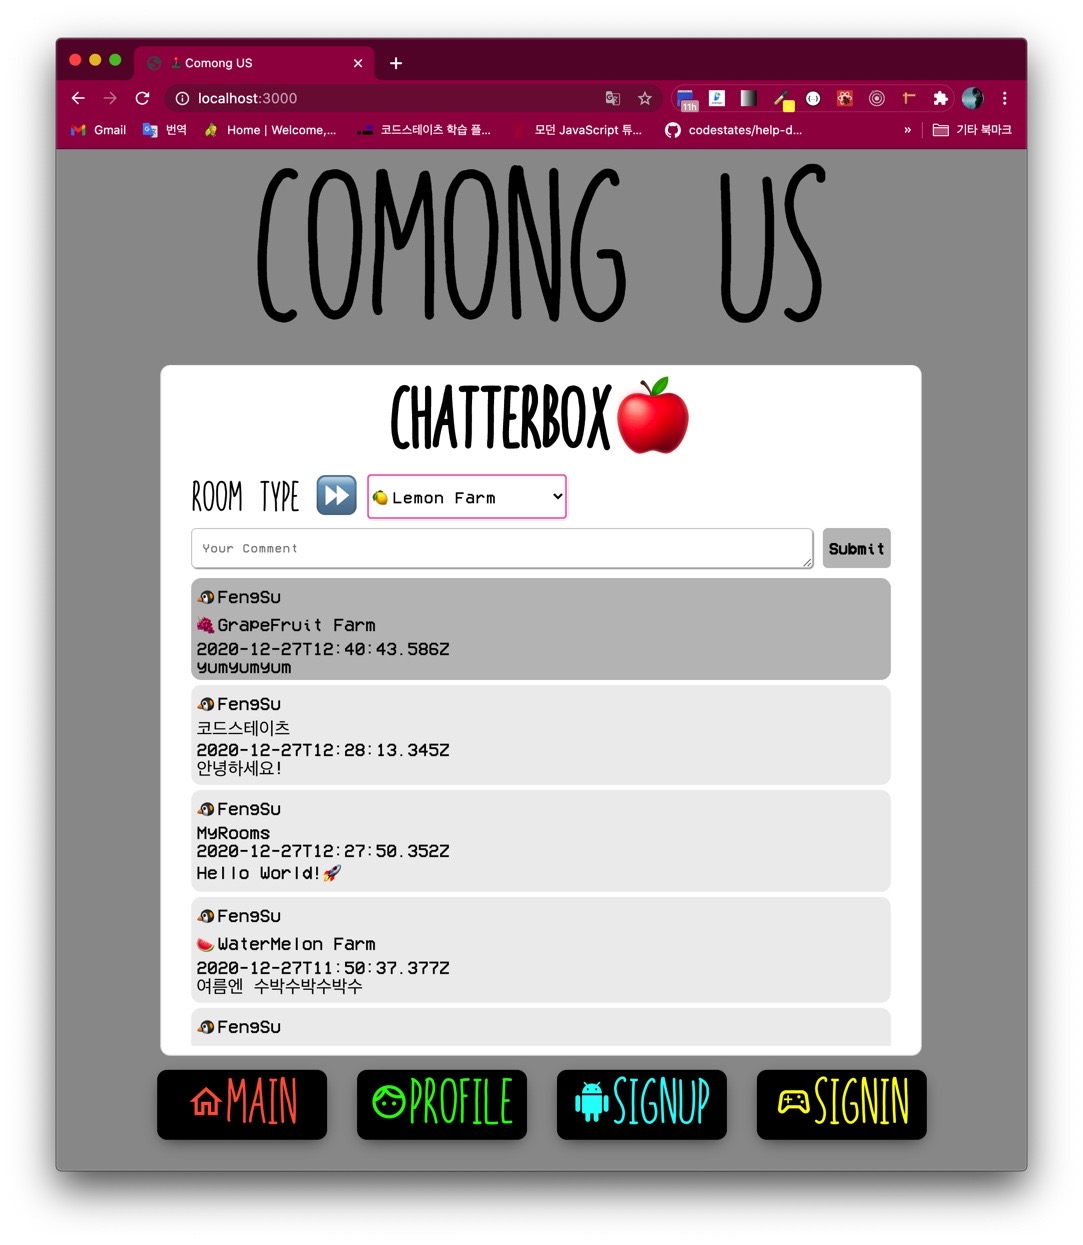 Comong US
localhost:3000
11h
Gmail
번역
Home | Welcome,...
코드스테이츠 학습 플...
모던 JavaScript 튜...
codestates/help-d...
»
기타 북마크
COMONG US
CHATTERBOX🍎
ROOM TYPE ⏩ 🍋Lemon Farm
Your Comment
Submit
🐧FengSu
🍇GrapeFruit Farm
2020-12-27T12:40:43.586Z
yumyumyum
🐧FengSu
코드스테이츠
2020-12-27T12:28:13.345Z
안녕하세요!
🐧FengSu
MyRooms
2020-12-27T12:27:50.352Z
Hello World!🚀
🐧FengSu
🍉WaterMelon Farm
2020-12-27T11:50:37.377Z
여름엔 수박수박수박수
🐧FengSu
MAIN
PROFILE
SIGNUP
SIGNIN